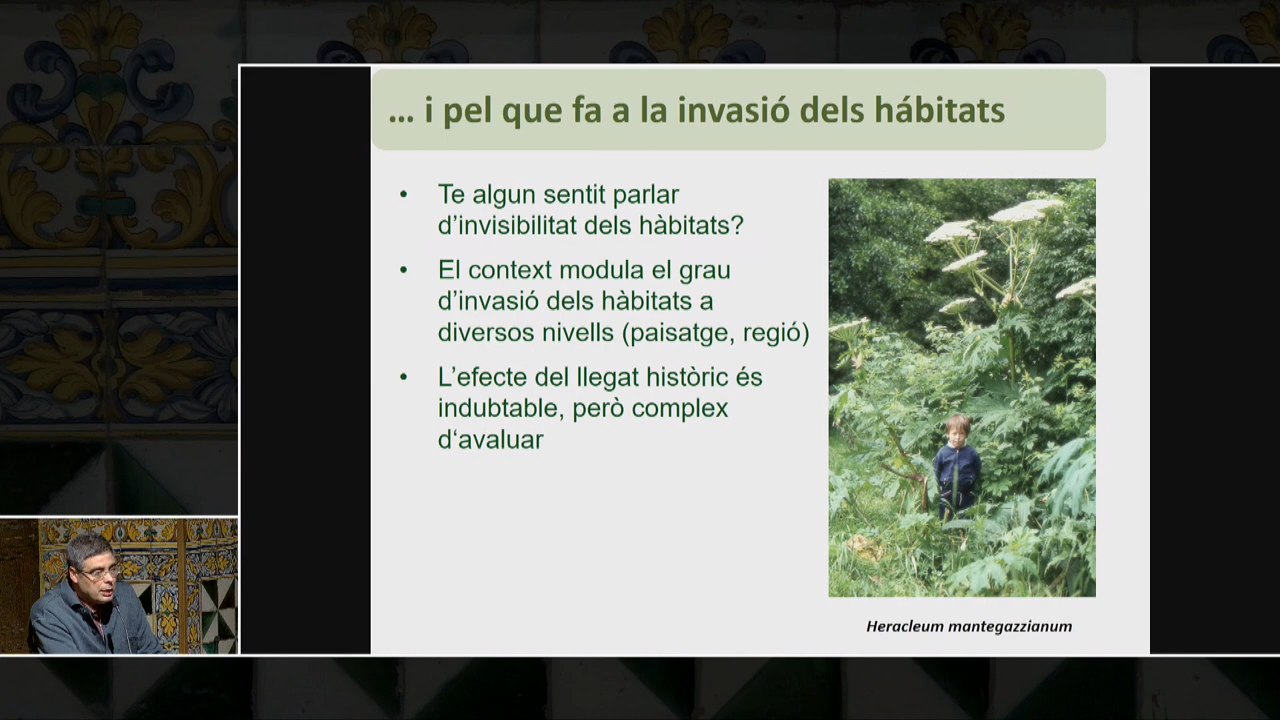 ... i pel que fa a la invasió dels hábitats
• Te algun sentit parlar
d’invisibilitat dels hàbitats?
• El context modula el grau
d’invasió dels hàbitats a
diversos nivells (paisatge, regió)
• L’efecte del llegat històric és
indubtable, però complex
d‘avaluar
Heracleum mantegazzianum